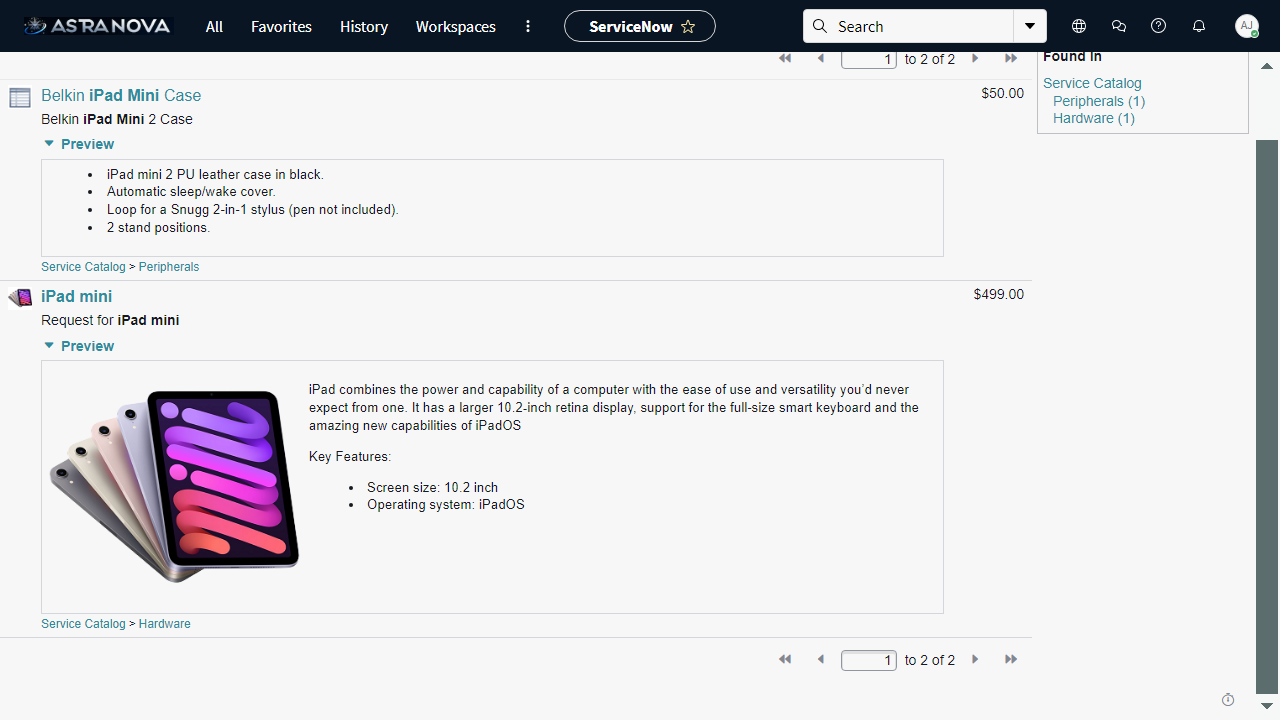 ASTRA NOVA All Favorites History Workspaces ServiceNow Search AJ
1 to 2 of 2
Found In
Service Catalog
Peripherals (1)
Hardware (1)
Belkin iPad Mini Case $50.00
Belkin iPad Mini 2 Case
Preview
• iPad mini 2 PU leather case in black.
• Automatic sleep/wake cover.
• Loop for a Snugg 2-in-1 stylus (pen not included).
• 2 stand positions.
Service Catalog > Peripherals
iPad mini $499.00
Request for iPad mini
Preview
iPad combines the power and capability of a computer with the ease of use and versatility you’d never
expect from one. It has a larger 10.2-inch retina display, support for the full-size smart keyboard and the
amazing new capabilities of iPadOS
Key Features:
• Screen size: 10.2 inch
• Operating system: iPadOS
Service Catalog > Hardware
1 to 2 of 2